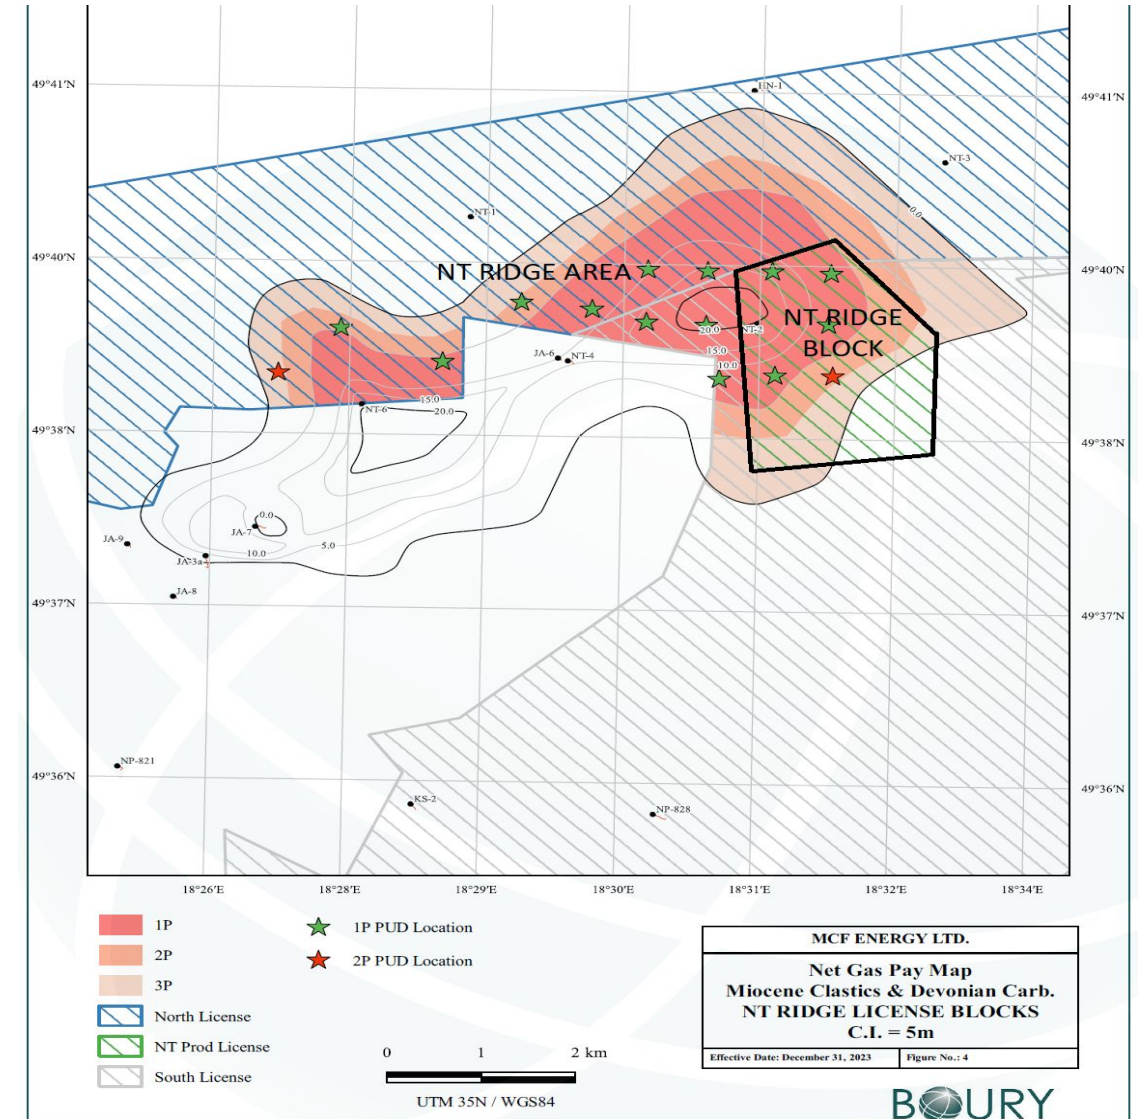 49°41'N
49°41'N
HN-1
NT-3
NT-1
0.0
49°40'N
49°40'N
NT RIDGE AREA
NT RIDGE
BLOCK
20.0
NT-2
15.0
10.0
JA-6
NT-4
15.0
20.0
NT-6
49°38'N
49°38'N
0.0
JA-7
JA-9
5.0
10.0
JA-3a
JA-8
49°37'N
49°37'N
NP-821
49°36'N
49°36'N
KS-2
NP-828
18°26'E
18°28'E
18°29'E
18°30'E
18°31'E
18°32'E
18°34'E
1P
2P
3P
North License
NT Prod License
South License
1P PUD Location
2P PUD Location
0 1 2 km
UTM 35N / WGS84
MCF ENERGY LTD.
Net Gas Pay Map
Miocene Clastics & Devonian Carb.
NT RIDGE LICENSE BLOCKS
C.I. = 5m
Effective Date: December 31, 2023
Figure No.: 4
BOURY